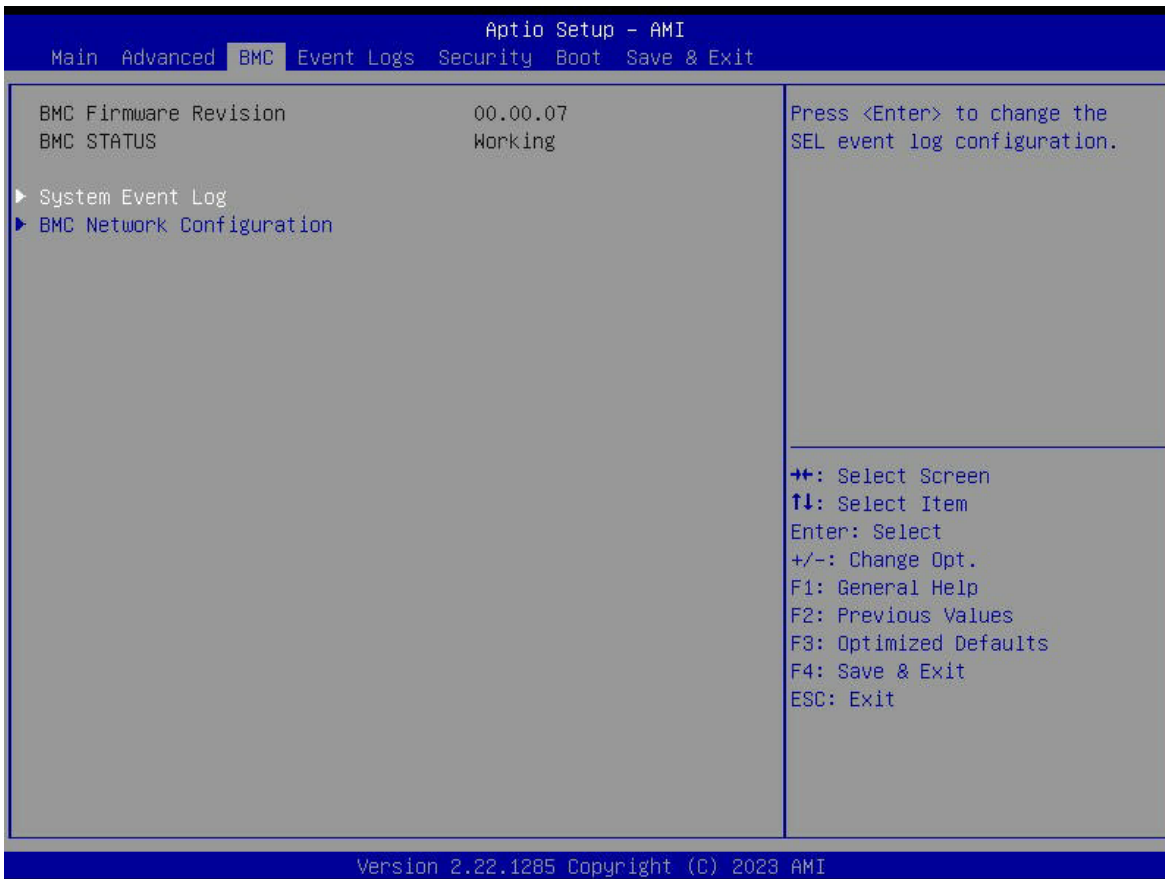 Aptio Setup – AMI
Main Advanced BMC Event Logs Security Boot Save & Exit
BMC Firmware Revision 00.00.07
BMC STATUS Working
▶ System Event Log
▶ BMC Network Configuration
Press <Enter> to change the
SEL event log configuration.
→←: Select Screen
↑↓: Select Item
Enter: Select
+/-: Change Opt.
F1: General Help
F2: Previous Values
F3: Optimized Defaults
F4: Save & Exit
ESC: Exit
Version 2.22.1285 Copyright (C) 2023 AMI